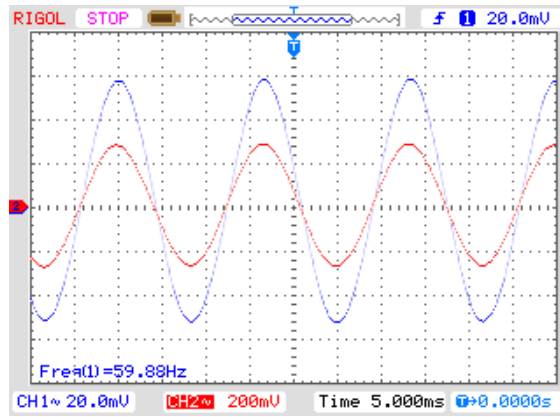 RIGOL STOP T 1 20.0mV
T
2
Freq(1)=59.88Hz
CH1~ 20.0mV CH2~ 200mV Time 5.000ms T→0.0000s